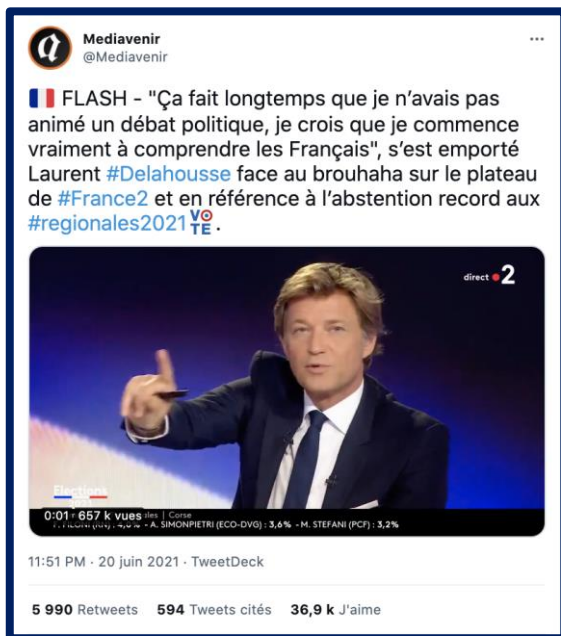 Mediavenir
@Mediavenir
🇫🇷 FLASH - "Ça fait longtemps que je n’avais pas
animé un débat politique, je crois que je commence
vraiment à comprendre les Français", s’est emporté
Laurent #Delahousse face au brouhaha sur le plateau
de #France2 et en référence à l’abstention record aux
#regionales2021 VOTE .
direct 2
Elections
0:01 657 k vues | Corse
- A. SIMONPIETRI (ECO-DVG) : 3,6% - M. STEFANI (PCF) : 3,2%
11:51 PM · 20 juin 2021 · TweetDeck
5 990 Retweets 594 Tweets cités 36,9 k J'aime